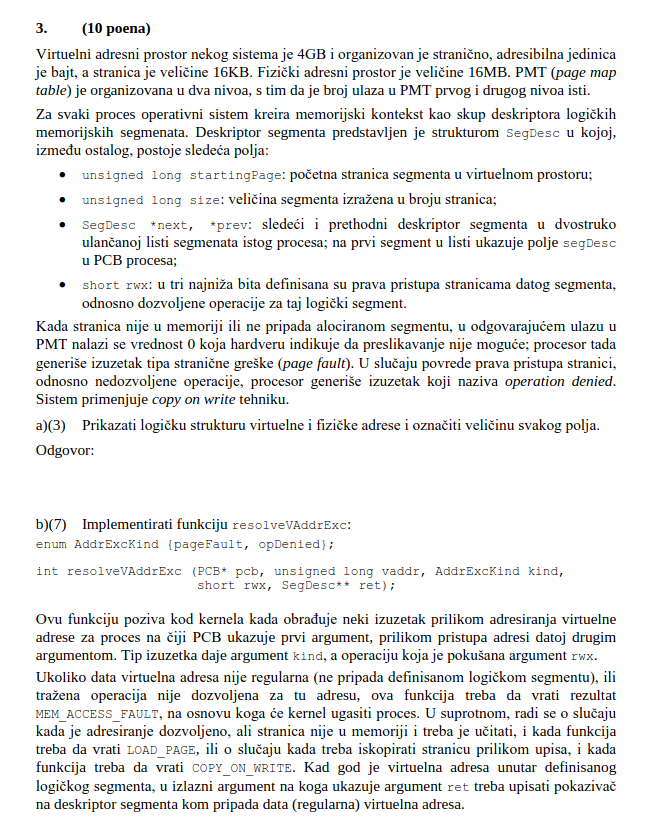 3. (10 poena)
Virtuelni adresni prostor nekog sistema je 4GB i organizovan je stranično, adresibilna jedinica
je bajt, a stranica je veličine 16KB. Fizički adresni prostor je veličine 16MB. PMT (page map
table) je organizovana u dva nivoa, s tim da je broj ulaza u PMT prvog i drugog nivoa isti.
Za svaki proces operativni sistem kreira memorijski kontekst kao skup deskriptora logičkih
memorijskih segmenata. Deskriptor segmenta predstavljen je strukturom SegDesc u kojoj,
između ostalog, postoje sledeća polja:
• unsigned long startingPage: početna stranica segmenta u virtuelnom prostoru;
• unsigned long size: veličina segmenta izražena u broju stranica;
• SegDesc *next, *prev: sledeći i prethodni deskriptor segmenta u dvostruko
ulančanoj listi segmenata istog procesa; na prvi segment u listi ukazuje polje segDesc
u PCB procesa;
• short rwx: u tri najniža bita definisana su prava pristupa stranicama datog segmenta,
odnosno dozvoljene operacije za taj logički segment.
Kada stranica nije u memoriji ili ne pripada alociranom segmentu, u odgovarajućem ulazu u
PMT nalazi se vrednost 0 koja hardveru indikuje da preslikavanje nije moguće; procesor tada
generiše izuzetak tipa stranične greške (page fault). U slučaju povrede prava pristupa stranici,
odnosno nedozvoljene operacije, procesor generiše izuzetak koji naziva operation denied.
Sistem primenjuje copy on write tehniku.
a)(3) Prikazati logičku strukturu virtuelne i fizičke adrese i označiti veličinu svakog polja.
Odgovor:
b)(7) Implementirati funkciju resolveVAddrExc:
enum AddrExcKind {pageFault, opDenied};
int resolveVAddrExc (PCB* pcb, unsigned long vaddr, AddrExcKind kind,
short rwx, SegDesc** ret);
Ovu funkciju poziva kod kernela kada obrađuje neki izuzetak prilikom adresiranja virtuelne
adrese za proces na čiji PCB ukazuje prvi argument, prilikom pristupa adresi datoj drugim
argumentom. Tip izuzetka daje argument kind, a operaciju koja je pokušana argument rwx.
Ukoliko data virtuelna adresa nije regularna (ne pripada definisanom logičkom segmentu), ili
tražena operacija nije dozvoljena za tu adresu, ova funkcija treba da vrati rezultat
MEM_ACCESS_FAULT, na osnovu koga će kernel ugasiti proces. U suprotnom, radi se o slučaju
kada je adresiranje dozvoljeno, ali stranica nije u memoriji i treba je učitati, i kada funkcija
treba da vrati LOAD_PAGE, ili o slučaju kada treba iskopirati stranicu prilikom upisa, i kada
funkcija treba da vrati COPY_ON_WRITE. Kad god je virtuelna adresa unutar definisanog
logičkog segmenta, u izlazni argument na koga ukazuje argument ret treba upisati pokazivač
na deskriptor segmenta kom pripada data (regularna) virtuelna adresa.